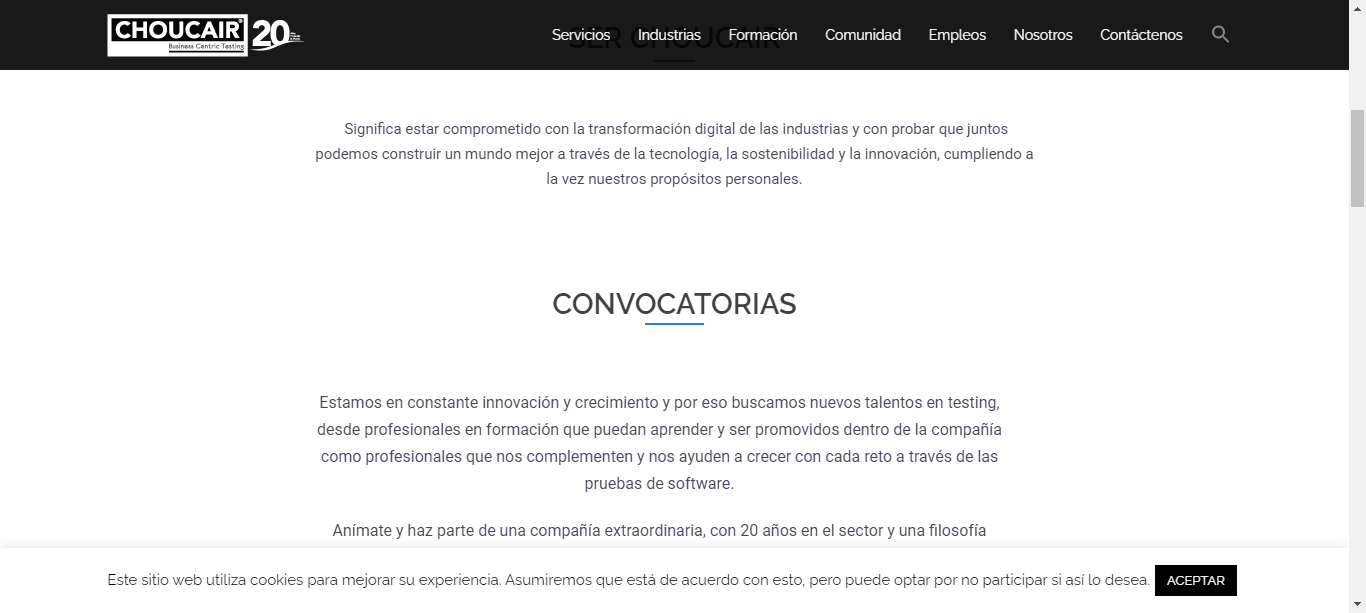 CHOUCAIR®
Business Centric Testing
20
Servicios Industrias Formación Comunidad Empleos Nosotros Contáctenos
SER CHOUCAIR
Significa estar comprometido con la transformación digital de las industrias y con probar que juntos
podemos construir un mundo mejor a través de la tecnología, la sostenibilidad y la innovación, cumpliendo a
la vez nuestros propósitos personales.
CONVOCATORIAS
Estamos en constante innovación y crecimiento y por eso buscamos nuevos talentos en testing,
desde profesionales en formación que puedan aprender y ser promovidos dentro de la compañía
como profesionales que nos complementen y nos ayuden a crecer con cada reto a través de las
pruebas de software.
Anímate y haz parte de una compañía extraordinaria, con 20 años en el sector y una filosofía
Este sitio web utiliza cookies para mejorar su experiencia. Asumiremos que está de acuerdo con esto, pero puede optar por no participar si así lo desea. ACEPTAR